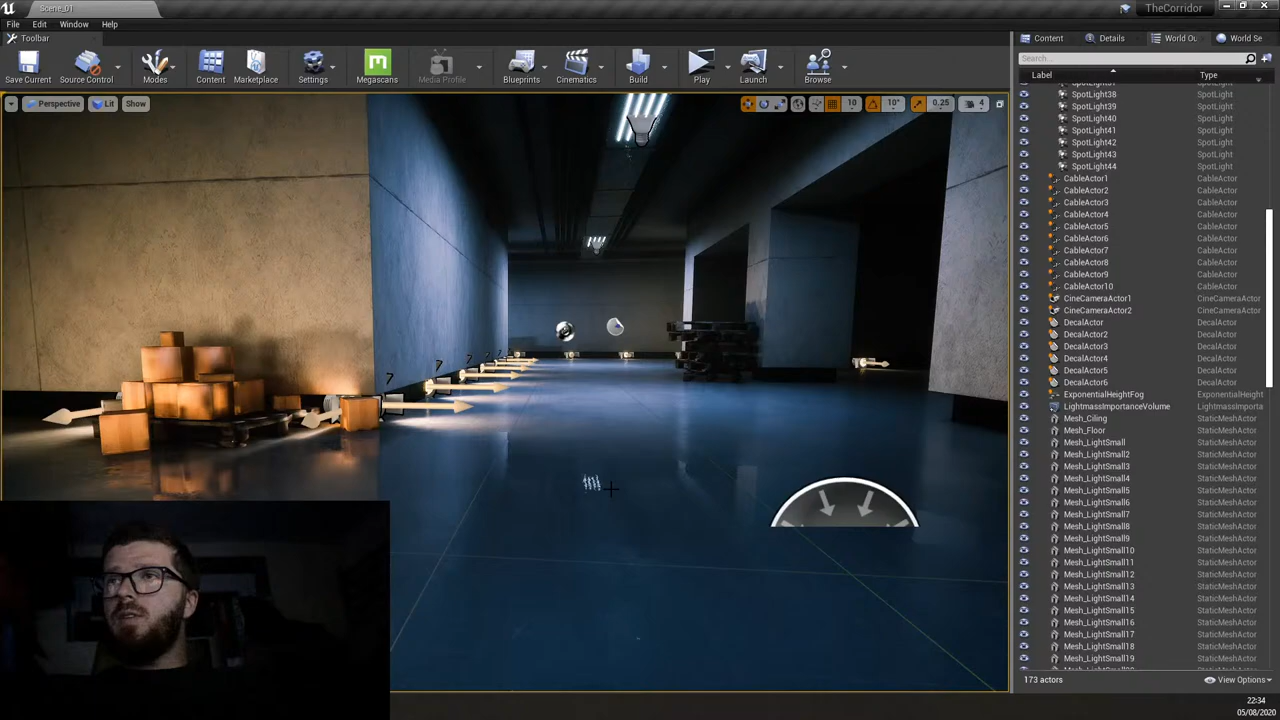 Scene_01
TheCorridor
File Edit Window Help
Toolbar
Content Details World Ou World Se
Save Current Source Control Modes Content Marketplace Settings Megascans Media Profile Blueprints Cinematics Build Play Launch Browse
Search...
Label Type
Perspective Lit Show
10 10° 0.25 4
SpotLight38 SpotLight
SpotLight39 SpotLight
SpotLight40 SpotLight
SpotLight41 SpotLight
SpotLight42 SpotLight
SpotLight43 SpotLight
SpotLight44 SpotLight
CableActor1 CableActor
CableActor2 CableActor
CableActor3 CableActor
CableActor4 CableActor
CableActor5 CableActor
CableActor6 CableActor
CableActor7 CableActor
CableActor8 CableActor
CableActor9 CableActor
CableActor10 CableActor
CineCameraActor1 CineCameraActor
CineCameraActor2 CineCameraActor
DecalActor DecalActor
DecalActor2 DecalActor
DecalActor3 DecalActor
DecalActor4 DecalActor
DecalActor5 DecalActor
DecalActor6 DecalActor
ExponentialHeightFog ExponentialHeight
LightmassImportanceVolume LightmassImporta
Mesh_Ciling StaticMeshActor
Mesh_Floor StaticMeshActor
Mesh_LightSmall StaticMeshActor
Mesh_LightSmall2 StaticMeshActor
Mesh_LightSmall3 StaticMeshActor
Mesh_LightSmall4 StaticMeshActor
Mesh_LightSmall5 StaticMeshActor
Mesh_LightSmall6 StaticMeshActor
Mesh_LightSmall7 StaticMeshActor
Mesh_LightSmall8 StaticMeshActor
Mesh_LightSmall9 StaticMeshActor
Mesh_LightSmall10 StaticMeshActor
Mesh_LightSmall11 StaticMeshActor
Mesh_LightSmall12 StaticMeshActor
Mesh_LightSmall13 StaticMeshActor
Mesh_LightSmall14 StaticMeshActor
Mesh_LightSmall15 StaticMeshActor
Mesh_LightSmall16 StaticMeshActor
Mesh_LightSmall17 StaticMeshActor
Mesh_LightSmall18 StaticMeshActor
Mesh_LightSmall19 StaticMeshActor
173 actors View Options
22:34
05/08/2020